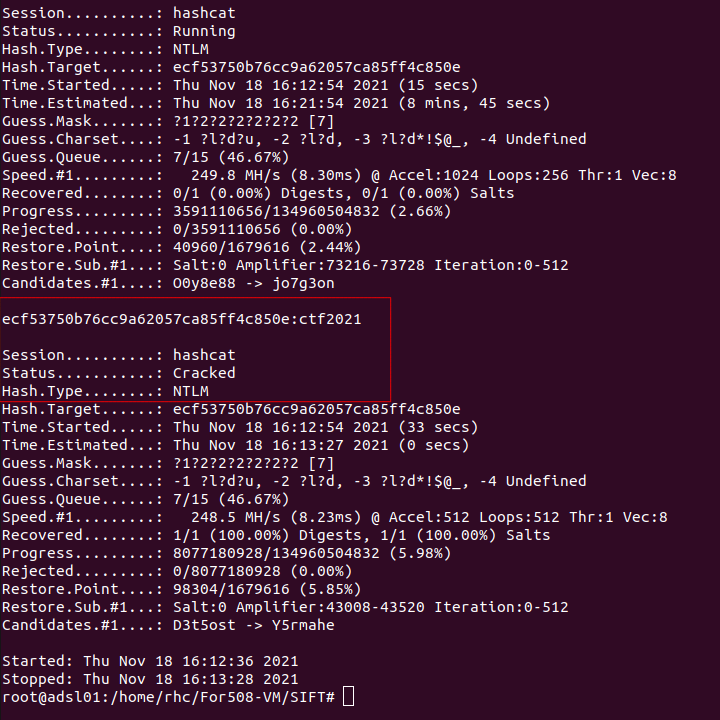 Session..........: hashcat
Status...........: Running
Hash.Type........: NTLM
Hash.Target......: ecf53750b76cc9a62057ca85ff4c850e
Time.Started.....: Thu Nov 18 16:12:54 2021 (15 secs)
Time.Estimated...: Thu Nov 18 16:21:54 2021 (8 mins, 45 secs)
Guess.Mask.......: ?1?2?2?2?2?2?2 [7]
Guess.Charset....: -1 ?l?d?u, -2 ?l?d, -3 ?l?d*!$@_, -4 Undefined
Guess.Queue......: 7/15 (46.67%)
Speed.#1.........:   249.8 MH/s (8.30ms) @ Accel:1024 Loops:256 Thr:1 Vec:8
Recovered........: 0/1 (0.00%) Digests, 0/1 (0.00%) Salts
Progress.........: 3591110656/134960504832 (2.66%)
Rejected.........: 0/3591110656 (0.00%)
Restore.Point....: 40960/1679616 (2.44%)
Restore.Sub.#1...: Salt:0 Amplifier:73216-73728 Iteration:0-512
Candidates.#1....: O0y8e88 -> jo7g3on
ecf53750b76cc9a62057ca85ff4c850e:ctf2021
Session..........: hashcat
Status...........: Cracked
Hash.Type........: NTLM
Hash.Target......: ecf53750b76cc9a62057ca85ff4c850e
Time.Started.....: Thu Nov 18 16:12:54 2021 (33 secs)
Time.Estimated...: Thu Nov 18 16:13:27 2021 (0 secs)
Guess.Mask.......: ?1?2?2?2?2?2?2 [7]
Guess.Charset....: -1 ?l?d?u, -2 ?l?d, -3 ?l?d*!$@_, -4 Undefined
Guess.Queue......: 7/15 (46.67%)
Speed.#1.........:   248.5 MH/s (8.23ms) @ Accel:512 Loops:512 Thr:1 Vec:8
Recovered........: 1/1 (100.00%) Digests, 1/1 (100.00%) Salts
Progress.........: 8077180928/134960504832 (5.98%)
Rejected.........: 0/8077180928 (0.00%)
Restore.Point....: 98304/1679616 (5.85%)
Restore.Sub.#1...: Salt:0 Amplifier:43008-43520 Iteration:0-512
Candidates.#1....: D3t5ost -> Y5rmahe
Started: Thu Nov 18 16:12:36 2021
Stopped: Thu Nov 18 16:13:28 2021
root@adsl01:/home/rhc/For508-VM/SIFT#